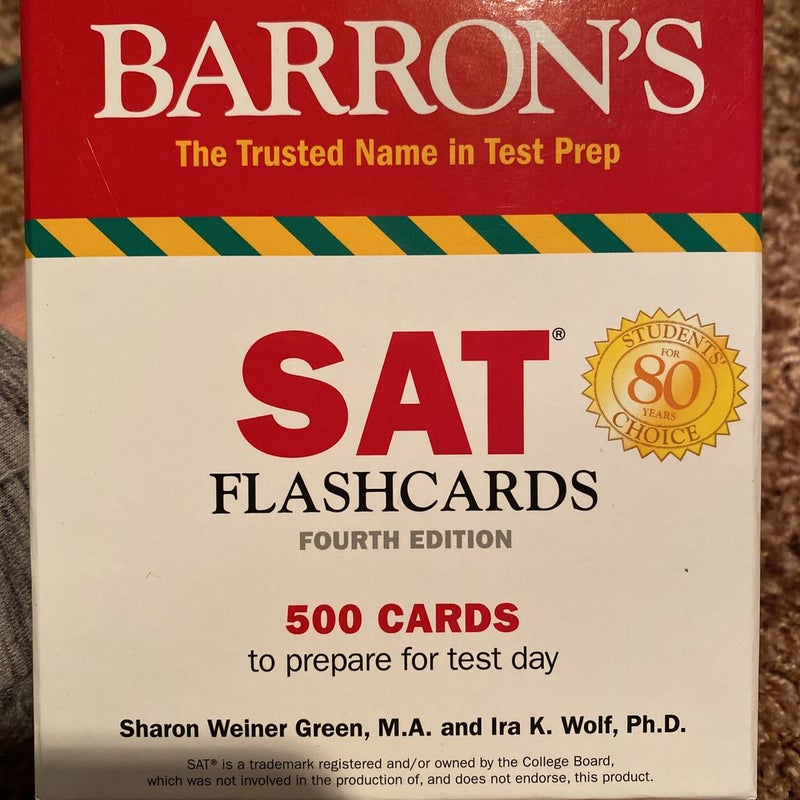 BARRON'S
The Trusted Name in Test Prep
SAT®
STUDENTS'
FOR
80
YEARS
CHOICE
FLASHCARDS
FOURTH EDITION
500 CARDS
to prepare for test day
Sharon Weiner Green, M.A. and Ira K. Wolf, Ph.D.
SAT® is a trademark registered and/or owned by the College Board,
which was not involved in the production of, and does not endorse, this product.